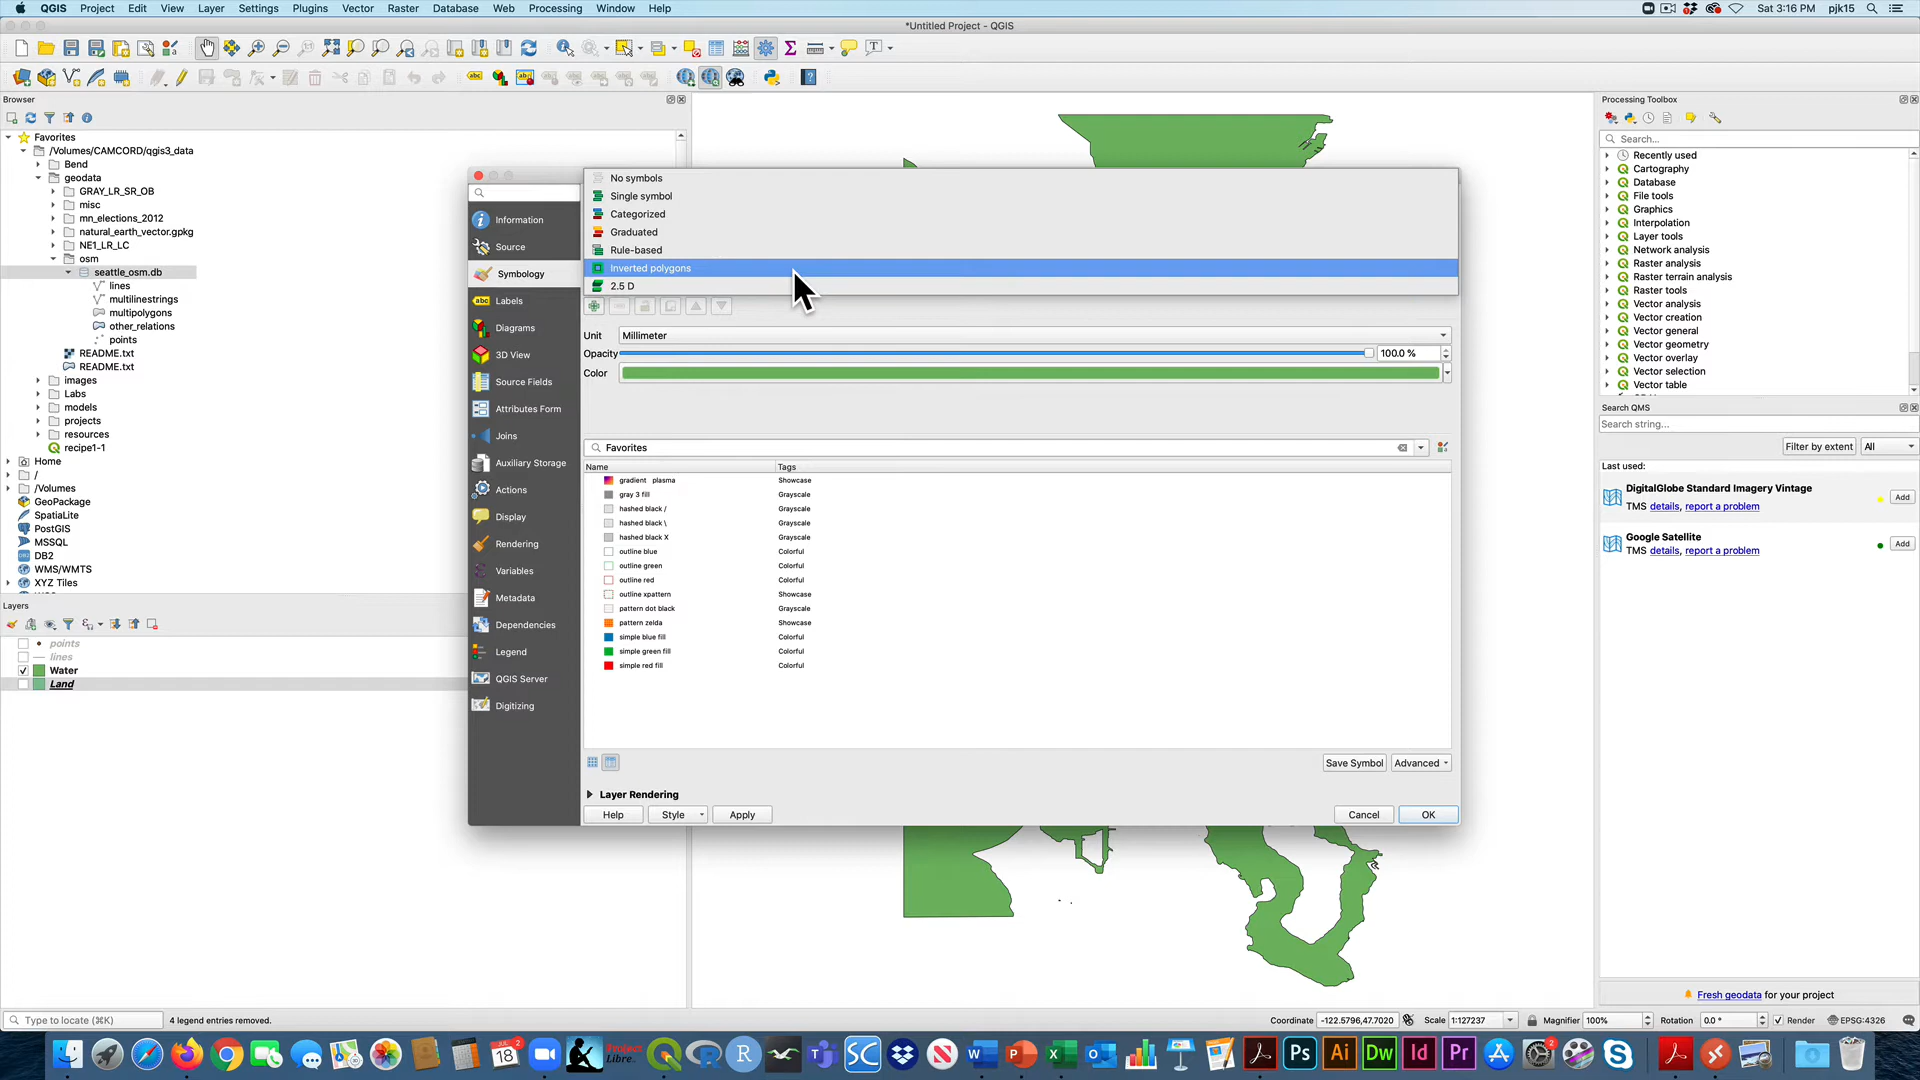 QGIS Project Edit View Layer Settings Plugins Vector Raster Database Web Processing Window Help
Sat 3:16 PM pjk15
*Untitled Project - QGIS
Browser
Favorites
/Volumes/CAMCORD/qgis3_data
Bend
geodata
GRAY_LR_SR_OB
misc
mn_elections_2012
natural_earth_vector.gpkg
NE1_LR_LC
osm
seattle_osm.db
lines
multilinestrings
multipolygons
other_relations
points
README.txt
README.txt
images
Labs
models
projects
resources
recipe1-1
Home
/
/Volumes
GeoPackage
SpatiaLite
PostGIS
MSSQL
DB2
WMS/WMTS
XYZ Tiles
Layers
points
lines
Water
Land
Information
Source
Symbology
Labels
Diagrams
3D View
Source Fields
Attributes Form
Joins
Auxiliary Storage
Actions
Display
Rendering
Variables
Metadata
Dependencies
Legend
QGIS Server
Digitizing
No symbols
Single symbol
Categorized
Graduated
Rule-based
Inverted polygons
2.5 D
Unit Millimeter
Opacity 100.0 %
Color
Favorites
Name Tags
gradient plasma Showcase
gray 3 fill Grayscale
hashed black / Grayscale
hashed black \ Grayscale
hashed black X Grayscale
outline blue Colorful
outline green Colorful
outline red Colorful
outline xpattern Showcase
pattern dot black Grayscale
pattern zelda Showcase
simple blue fill Colorful
simple green fill Colorful
simple red fill Colorful
Save Symbol Advanced
Layer Rendering
Help Style Apply Cancel OK
Processing Toolbox
Search...
Recently used
Cartography
Database
File tools
Graphics
Interpolation
Layer tools
Network analysis
Raster analysis
Raster terrain analysis
Raster tools
Vector analysis
Vector creation
Vector general
Vector geometry
Vector overlay
Vector selection
Vector table
Search QMS
Search string...
Filter by extent All
Last used:
DigitalGlobe Standard Imagery Vintage
TMS details, report a problem
Add
Google Satellite
TMS details, report a problem
Add
Fresh geodata for your project
Type to locate (⌘K) 4 legend entries removed. Coordinate -122.5796,47.7020 Scale 1:127237 Magnifier 100% Rotation 0.0 ° Render EPSG:4326